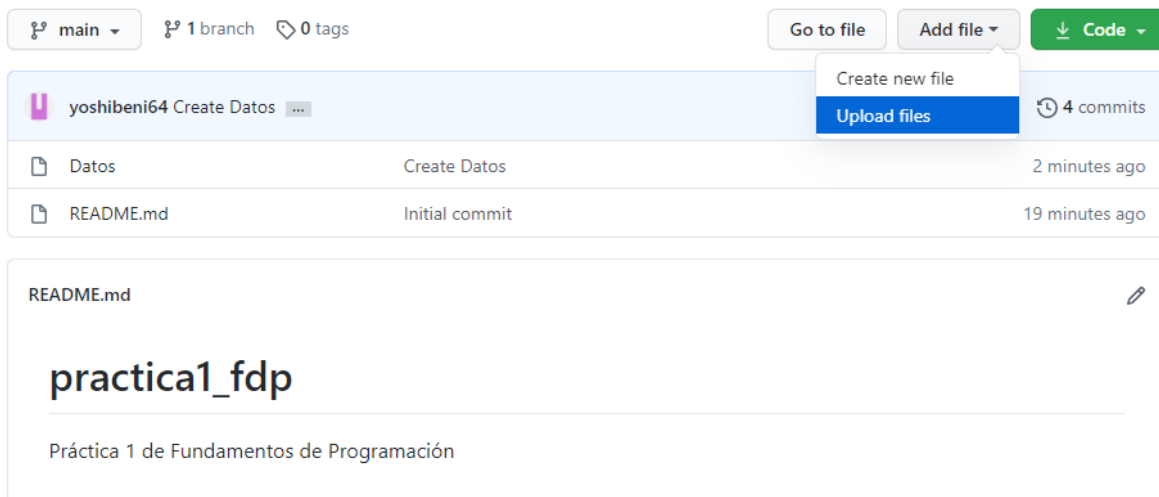 main 1 branch 0 tags Go to file Add file Code
Create new file
yoshibeni64 Create Datos ... 4 commits
Upload files
Datos Create Datos 2 minutes ago
README.md Initial commit 19 minutes ago
README.md
practica1_fdp
Práctica 1 de Fundamentos de Programación